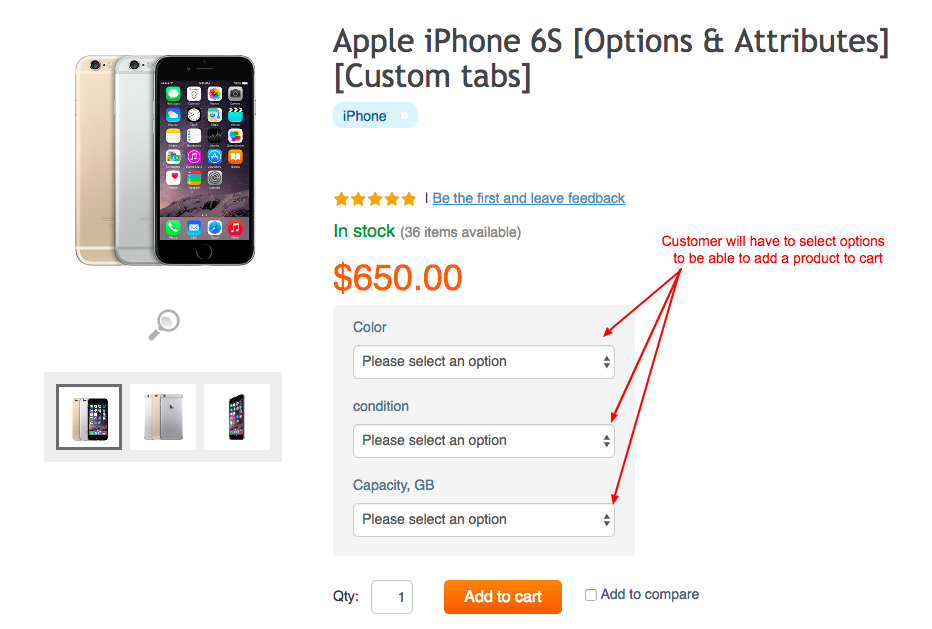 Apple iPhone 6S [Options & Attributes]
[Custom tabs]
iPhone
| Be the first and leave feedback
In stock (36 items available)
Customer will have to select options
to be able to add a product to cart
$650.00
Color
Please select an option
condition
Please select an option
Capacity, GB
Please select an option
Qty: 1 Add to cart Add to compare